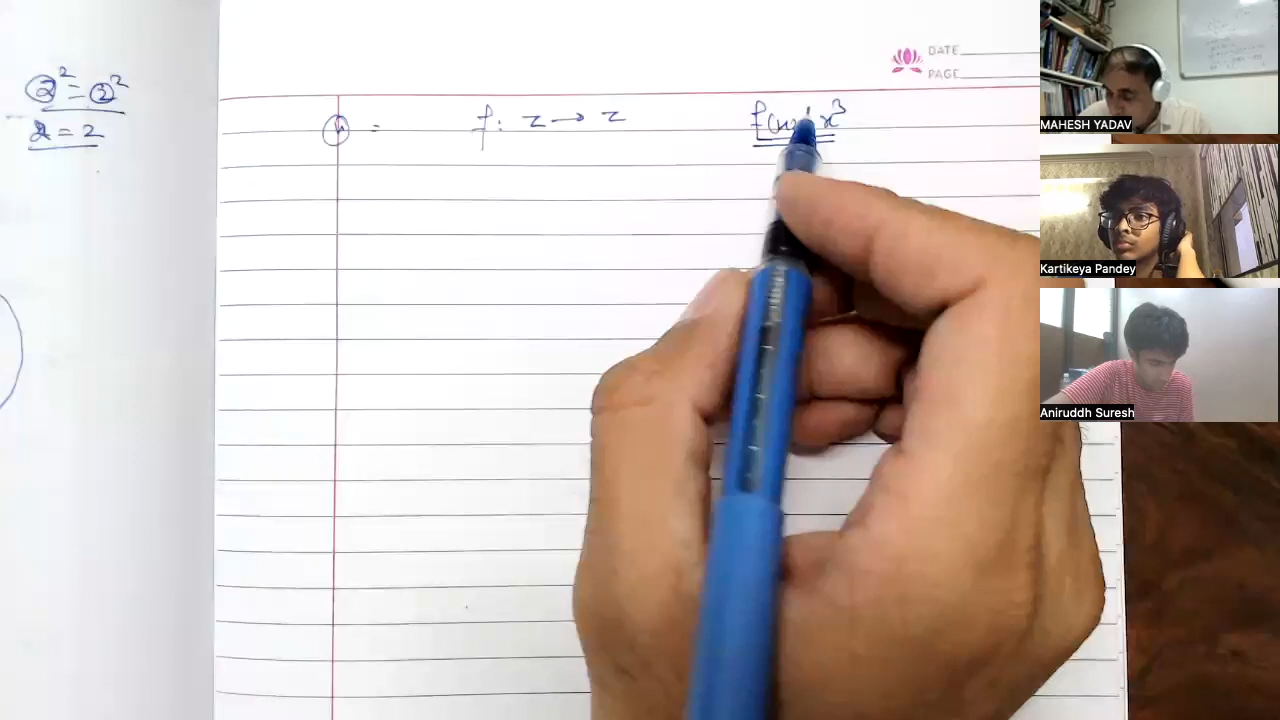 2² = 2²
2 = 2
DATE
PAGE
f: z → z
x³
MAHESH YADAV
Kartikeya Pandey
Aniruddh Suresh